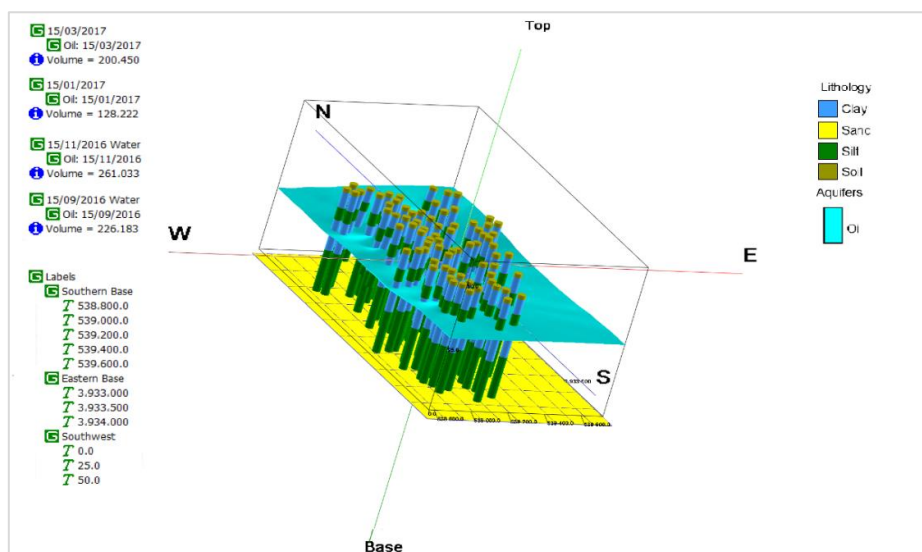 15/03/2017
Oil: 15/03/2017
Volume = 200.450
15/01/2017
Oil: 15/01/2017
Volume = 128.222
15/11/2016 Water
Oil: 15/11/2016
Volume = 261.033
15/09/2016 Water
Oil: 15/09/2016
Volume = 226.183
Labels
Southern Base
538.800.0
539.000.0
539.200.0
539.400.0
539.600.0
Eastern Base
3.933.000
3.933.500
3.934.000
Southwest
0.0
25.0
50.0
Top
N
W
E
S
Base
Lithology
Clay
Sanc
Silt
Soil
Aquifers
Oi